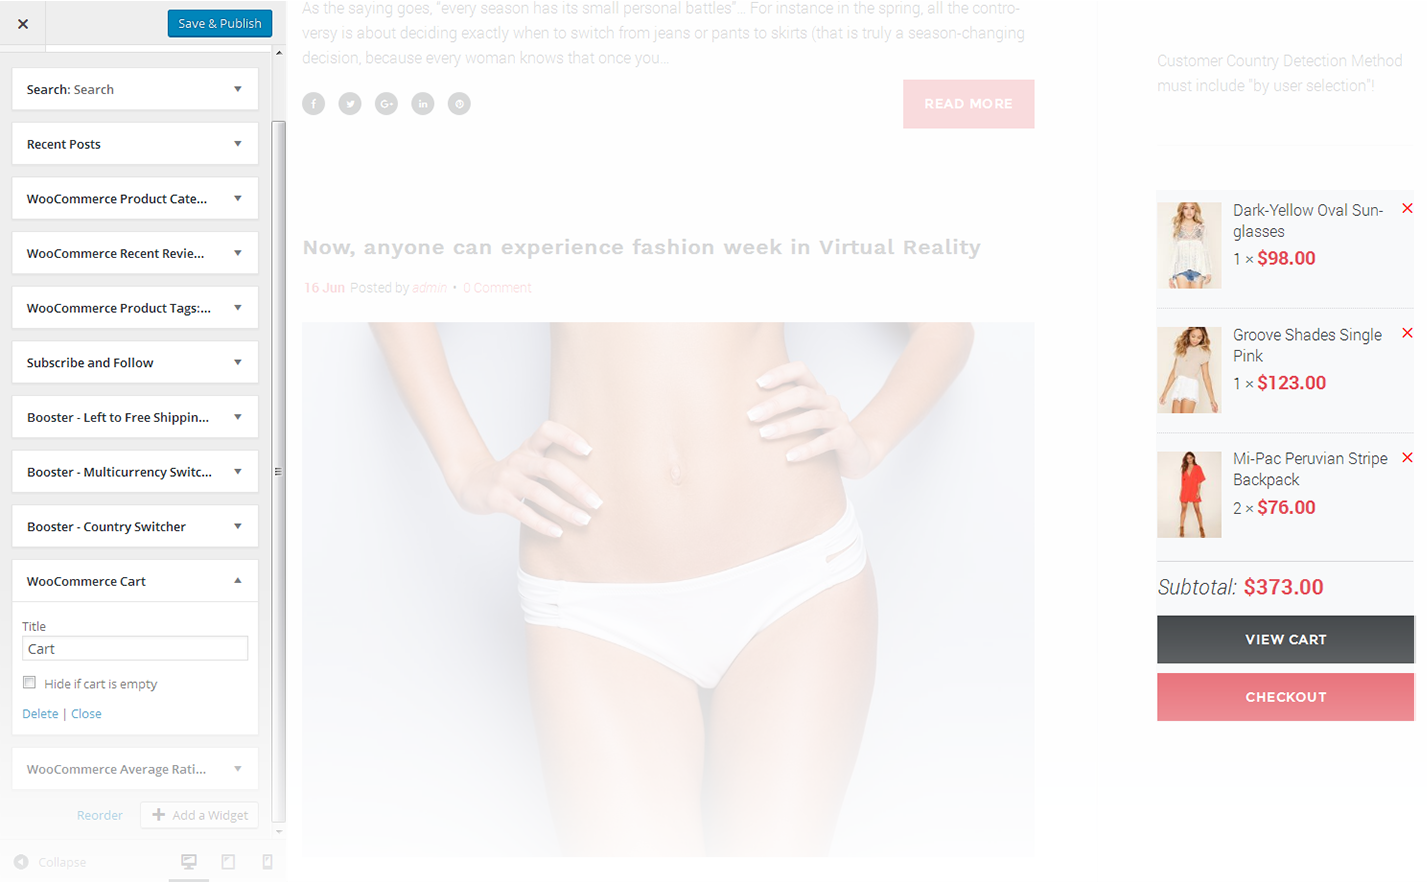 Save & Publish
Search: Search
Recent Posts
WooCommerce Product Cate...
WooCommerce Recent Revie...
WooCommerce Product Tags:...
Subscribe and Follow
Booster - Left to Free Shippin...
Booster - Multicurrency Switc...
Booster - Country Switcher
WooCommerce Cart
Title
Cart
Hide if cart is empty
Delete | Close
WooCommerce Average Rati...
Reorder
Add a Widget
Collapse
As the saying goes, "every season has its small personal battles"... For instance in the spring, all the contro-
versy is about deciding exactly when to switch from jeans or pants to skirts (that is truly a season-changing
decision, because every woman knows that once you...
READ MORE
Now, anyone can experience fashion week in Virtual Reality
16 Jun Posted by admin • 0 Comment
Customer Country Detection Method
must include "by user selection"!
Dark-Yellow Oval Sun-
glasses
1 × $98.00
Groove Shades Single
Pink
1 × $123.00
Mi-Pac Peruvian Stripe
Backpack
2 × $76.00
Subtotal: $373.00
VIEW CART
CHECKOUT